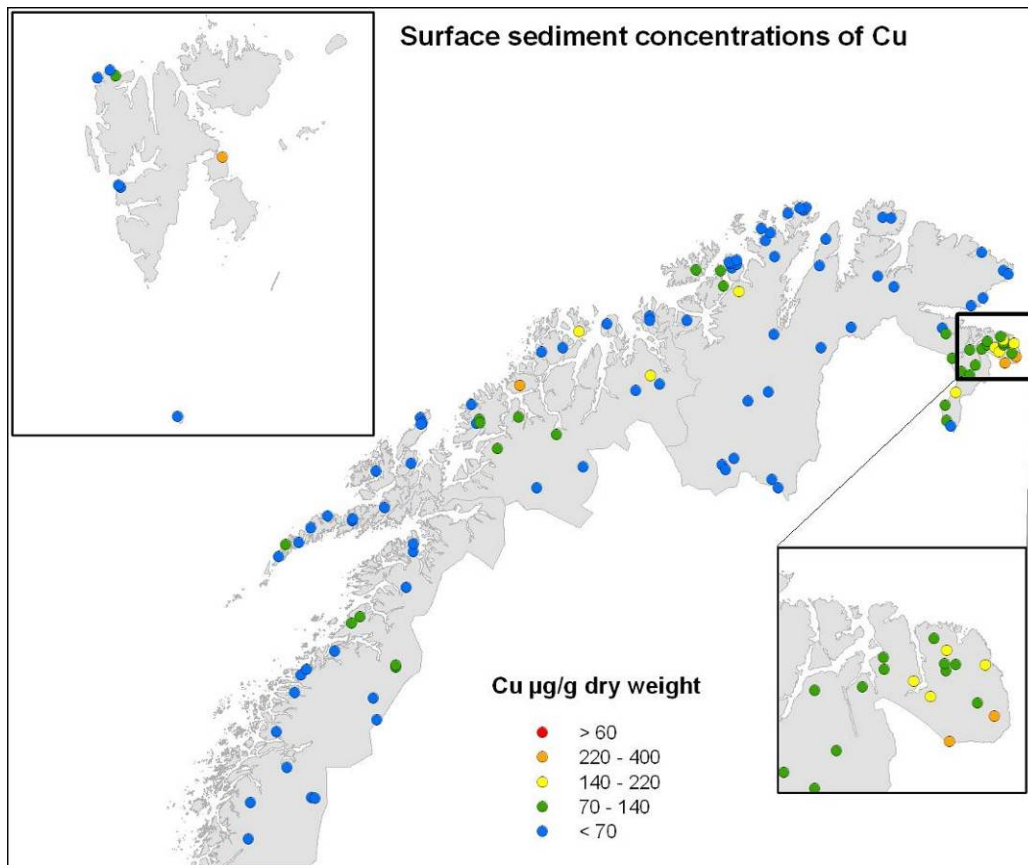 Surface sediment concentrations of Cu
Cu µg/g dry weight
> 60
220 - 400
140 - 220
70 - 140
< 70